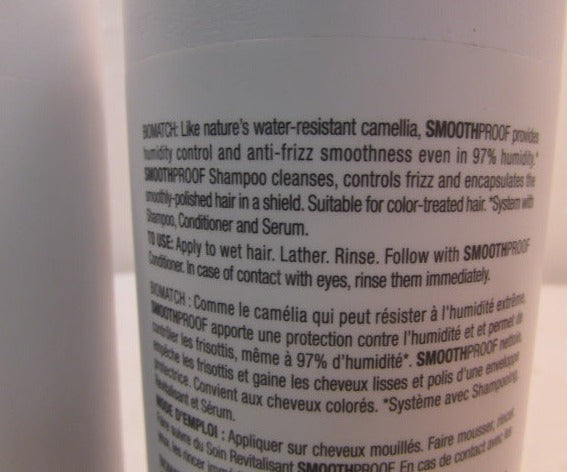 BIOMATCH: Like nature's water-resistant camellia, SMOOTHPROOF provides
humidity control and anti-frizz smoothness even in 97% humidity.*
SMOOTHPROOF Shampoo cleanses, controls frizz and encapsulates the
smoothly-polished hair in a shield. Suitable for color-treated hair. *System with
Shampoo, Conditioner and Serum.
TO USE: Apply to wet hair. Lather. Rinse. Follow with SMOOTHPROOF
Conditioner. In case of contact with eyes, rinse them immediately.
BIOMATCH : Comme le camélia qui peut résister à l'humidité extrême,
SMOOTHPROOF apporte une protection contre l'humidité et et permet de
contrôler les frisottis, même à 97% d'humidité*. SMOOTHPROOF nettoie,
empêche les frisottis et gaine les cheveux lisses et polis d'une enveloppe
protectrice. Convient aux cheveux colorés. *Système avec Shampooing,
Revitalisant et Sérum.
MODE D'EMPLOI : Appliquer sur cheveux mouillés. Faire mousser, rincer.
Faire suivre du Soin Revitalisant SMOOTHPROOF. En cas de contact avec les
yeux, les rincer